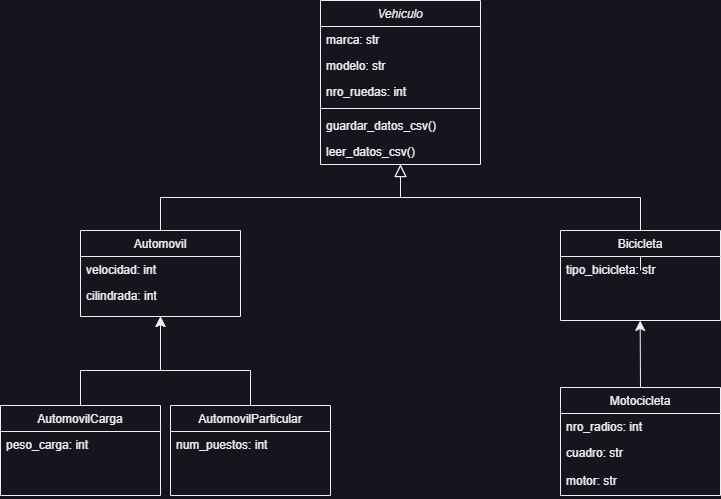 Vehiculo
marca: str
modelo: str
nro_ruedas: int
guardar_datos_csv()
leer_datos_csv()
Automovil
velocidad: int
cilindrada: int
Bicicleta
tipo_bicicleta: str
AutomovilCarga
peso_carga: int
AutomovilParticular
num_puestos: int
Motocicleta
nro_radios: int
cuadro: str
motor: str